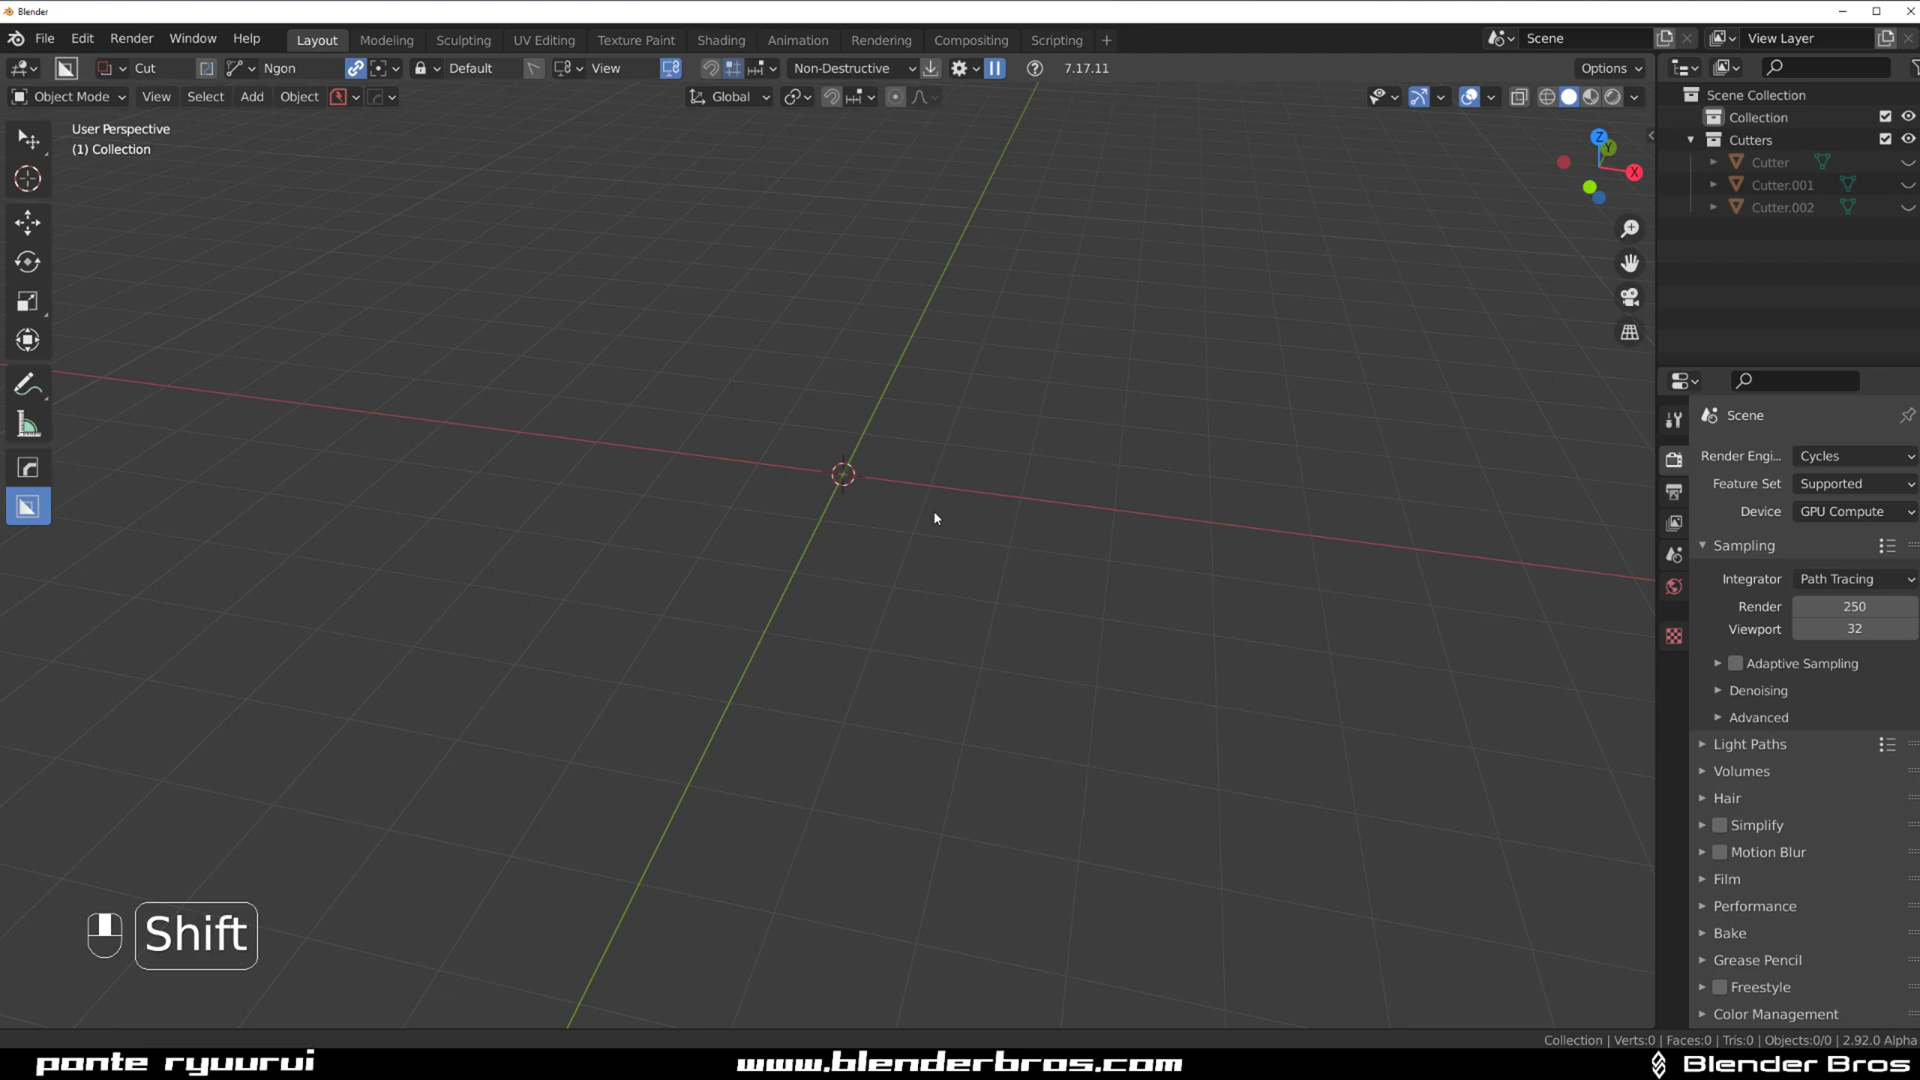 Blender
File Edit Render Window Help Layout Modeling Sculpting UV Editing Texture Paint Shading Animation Rendering Compositing Scripting + Scene View Layer
Cut Ngon Default View Non-Destructive 7.17.11 Options
Object Mode View Select Add Object Global
User Perspective
(1) Collection
Z
Y
X
Scene Collection
Collection
Cutters
Cutter
Cutter.001
Cutter.002
Scene
Render Engi... Cycles
Feature Set Supported
Device GPU Compute
Sampling
Integrator Path Tracing
Render 250
Viewport 32
Adaptive Sampling
Denoising
Advanced
Light Paths
Volumes
Hair
Simplify
Motion Blur
Film
Performance
Bake
Grease Pencil
Freestyle
Color Management
Shift
Collection | Verts:0 | Faces:0 | Tris:0 | Objects:0/0 | 2.92.0 Alpha
ponte ryuurui www.blenderbros.com Blender Bros